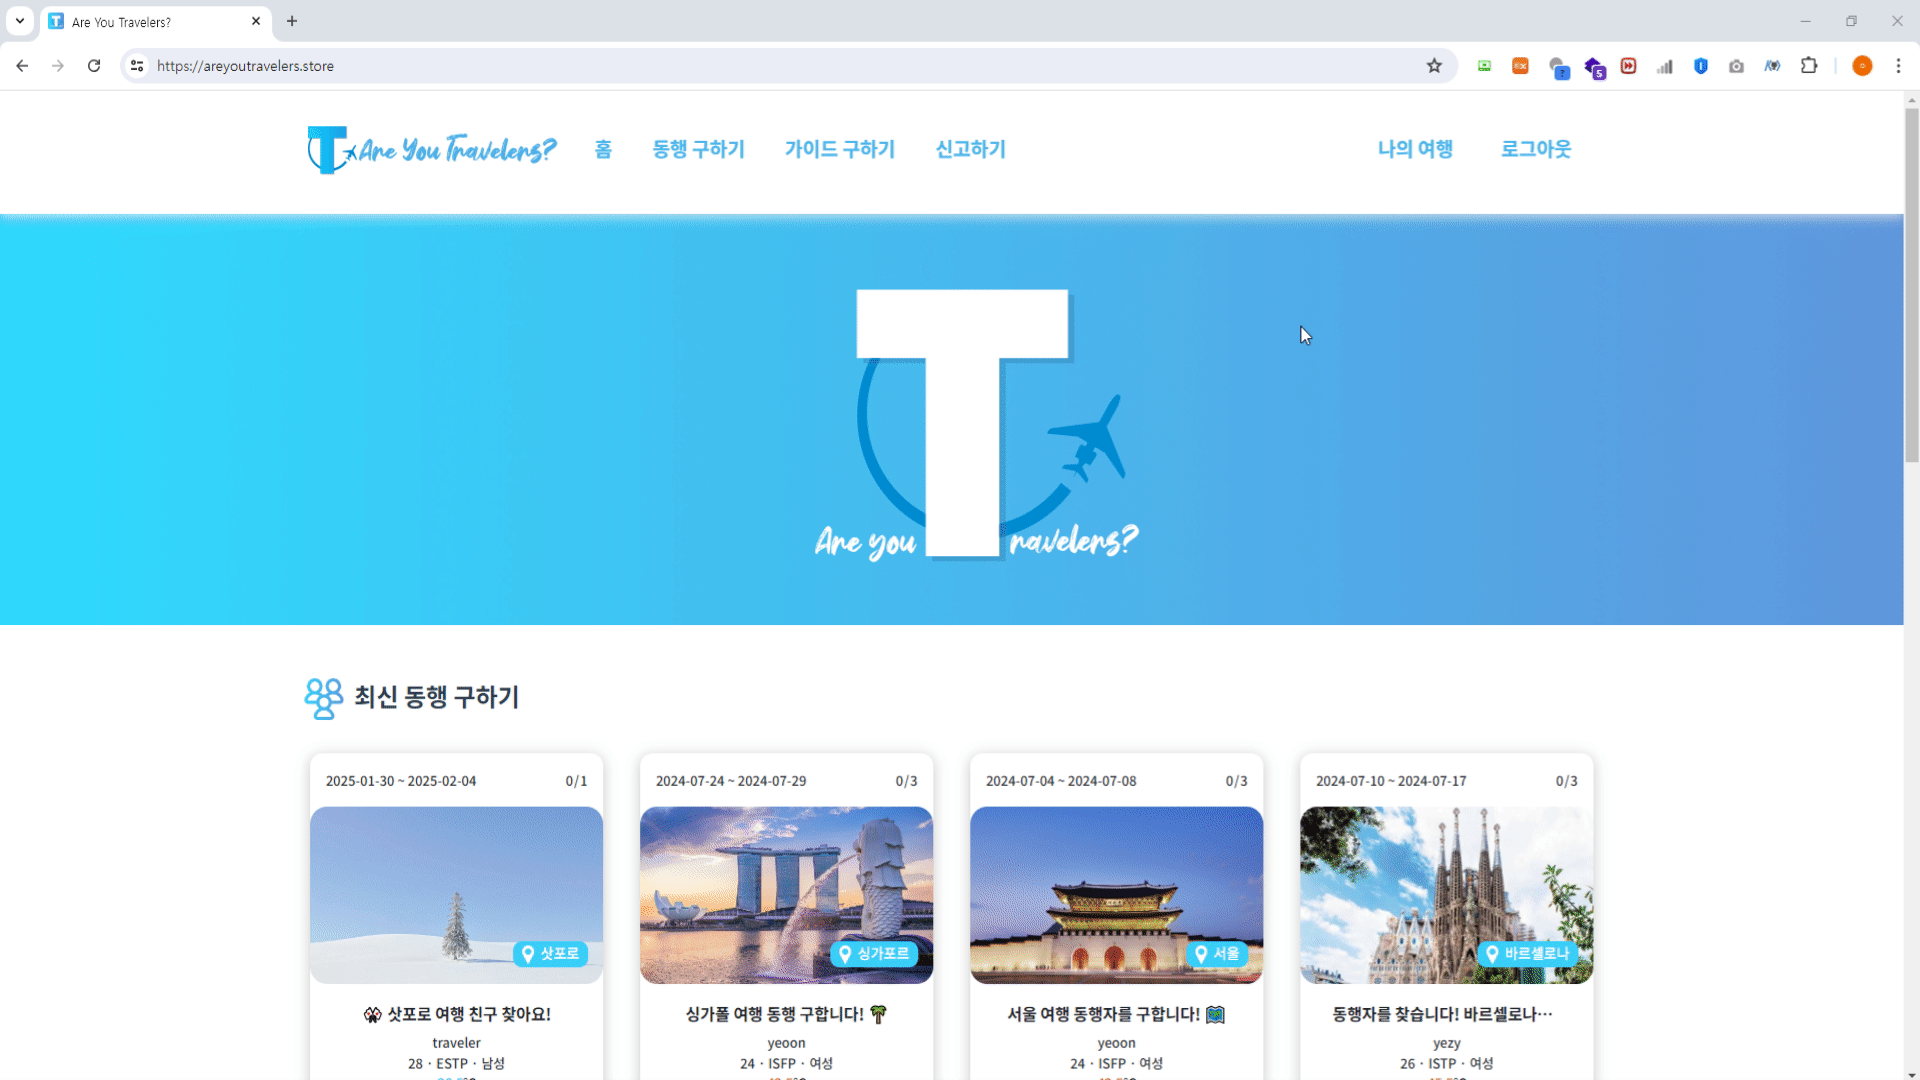 Are You Travelers?
https://areyoutravelers.store
T Are You Travelers?
홈
동행 구하기
가이드 구하기
신고하기
나의 여행
로그아웃
T
Are you Travelers?
최신 동행 구하기
2025-01-30 ~ 2025-02-04 0/1
삿포로
삿포로 여행 친구 찾아요!
traveler
28 · ESTP · 남성
2024-07-24 ~ 2024-07-29 0/3
싱가포르
싱가폴 여행 동행 구합니다! 🌴
yeoon
24 · ISFP · 여성
2024-07-04 ~ 2024-07-08 0/3
서울
서울 여행 동행자를 구합니다! 🗺️
yeoon
24 · ISFP · 여성
2024-07-10 ~ 2024-07-17 0/3
바르셀로나
동행자를 찾습니다! 바르셀로나…
yezy
26 · ISTP · 여성